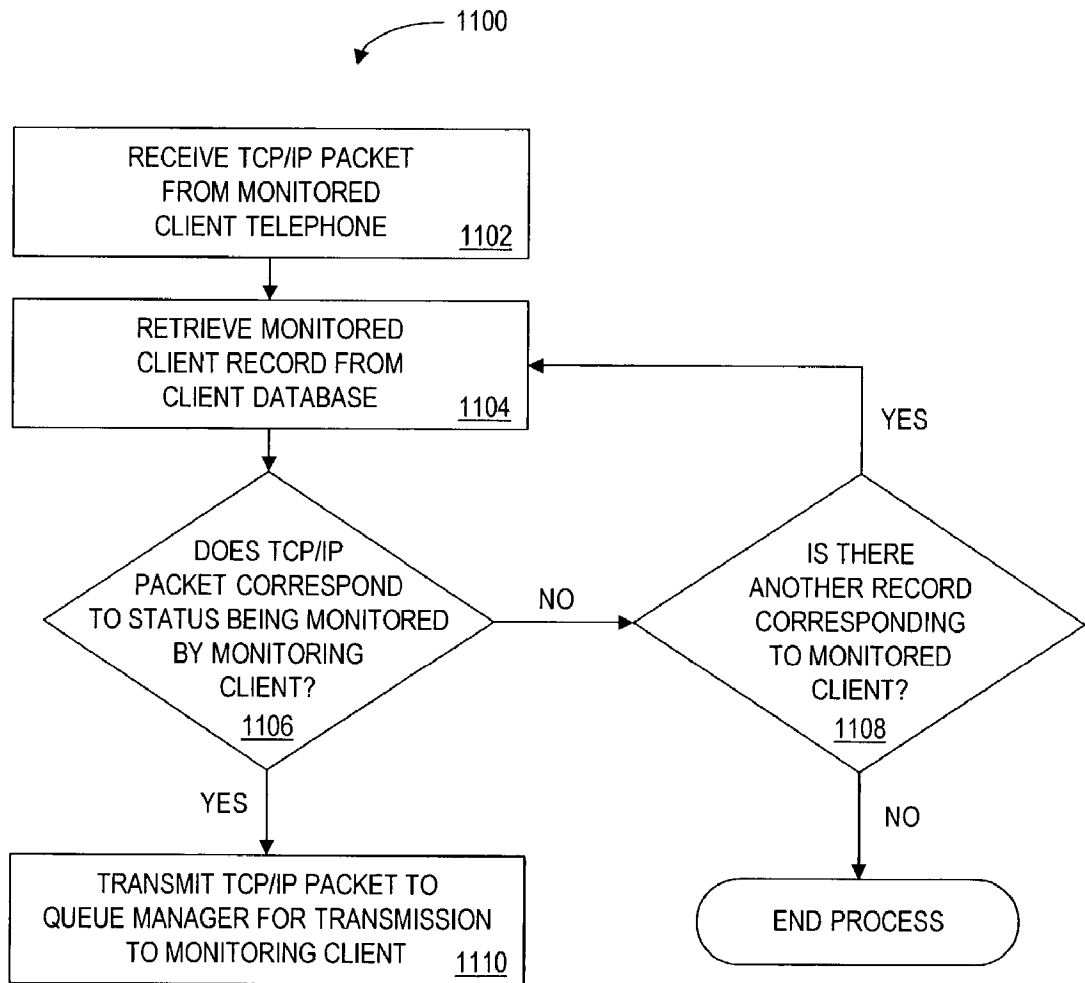 1100
RECEIVE TCP/IP PACKET
FROM MONITORED
CLIENT TELEPHONE
1102
RETRIEVE MONITORED
CLIENT RECORD FROM
CLIENT DATABASE
1104
YES
DOES TCP/IP
PACKET CORRESPOND
TO STATUS BEING MONITORED
BY MONITORING
CLIENT?
1106
NO
IS THERE
ANOTHER RECORD
CORRESPONDING
TO MONITORED
CLIENT?
1108
YES
NO
TRANSMIT TCP/IP PACKET TO
QUEUE MANAGER FOR TRANSMISSION
TO MONITORING CLIENT
1110
END PROCESS